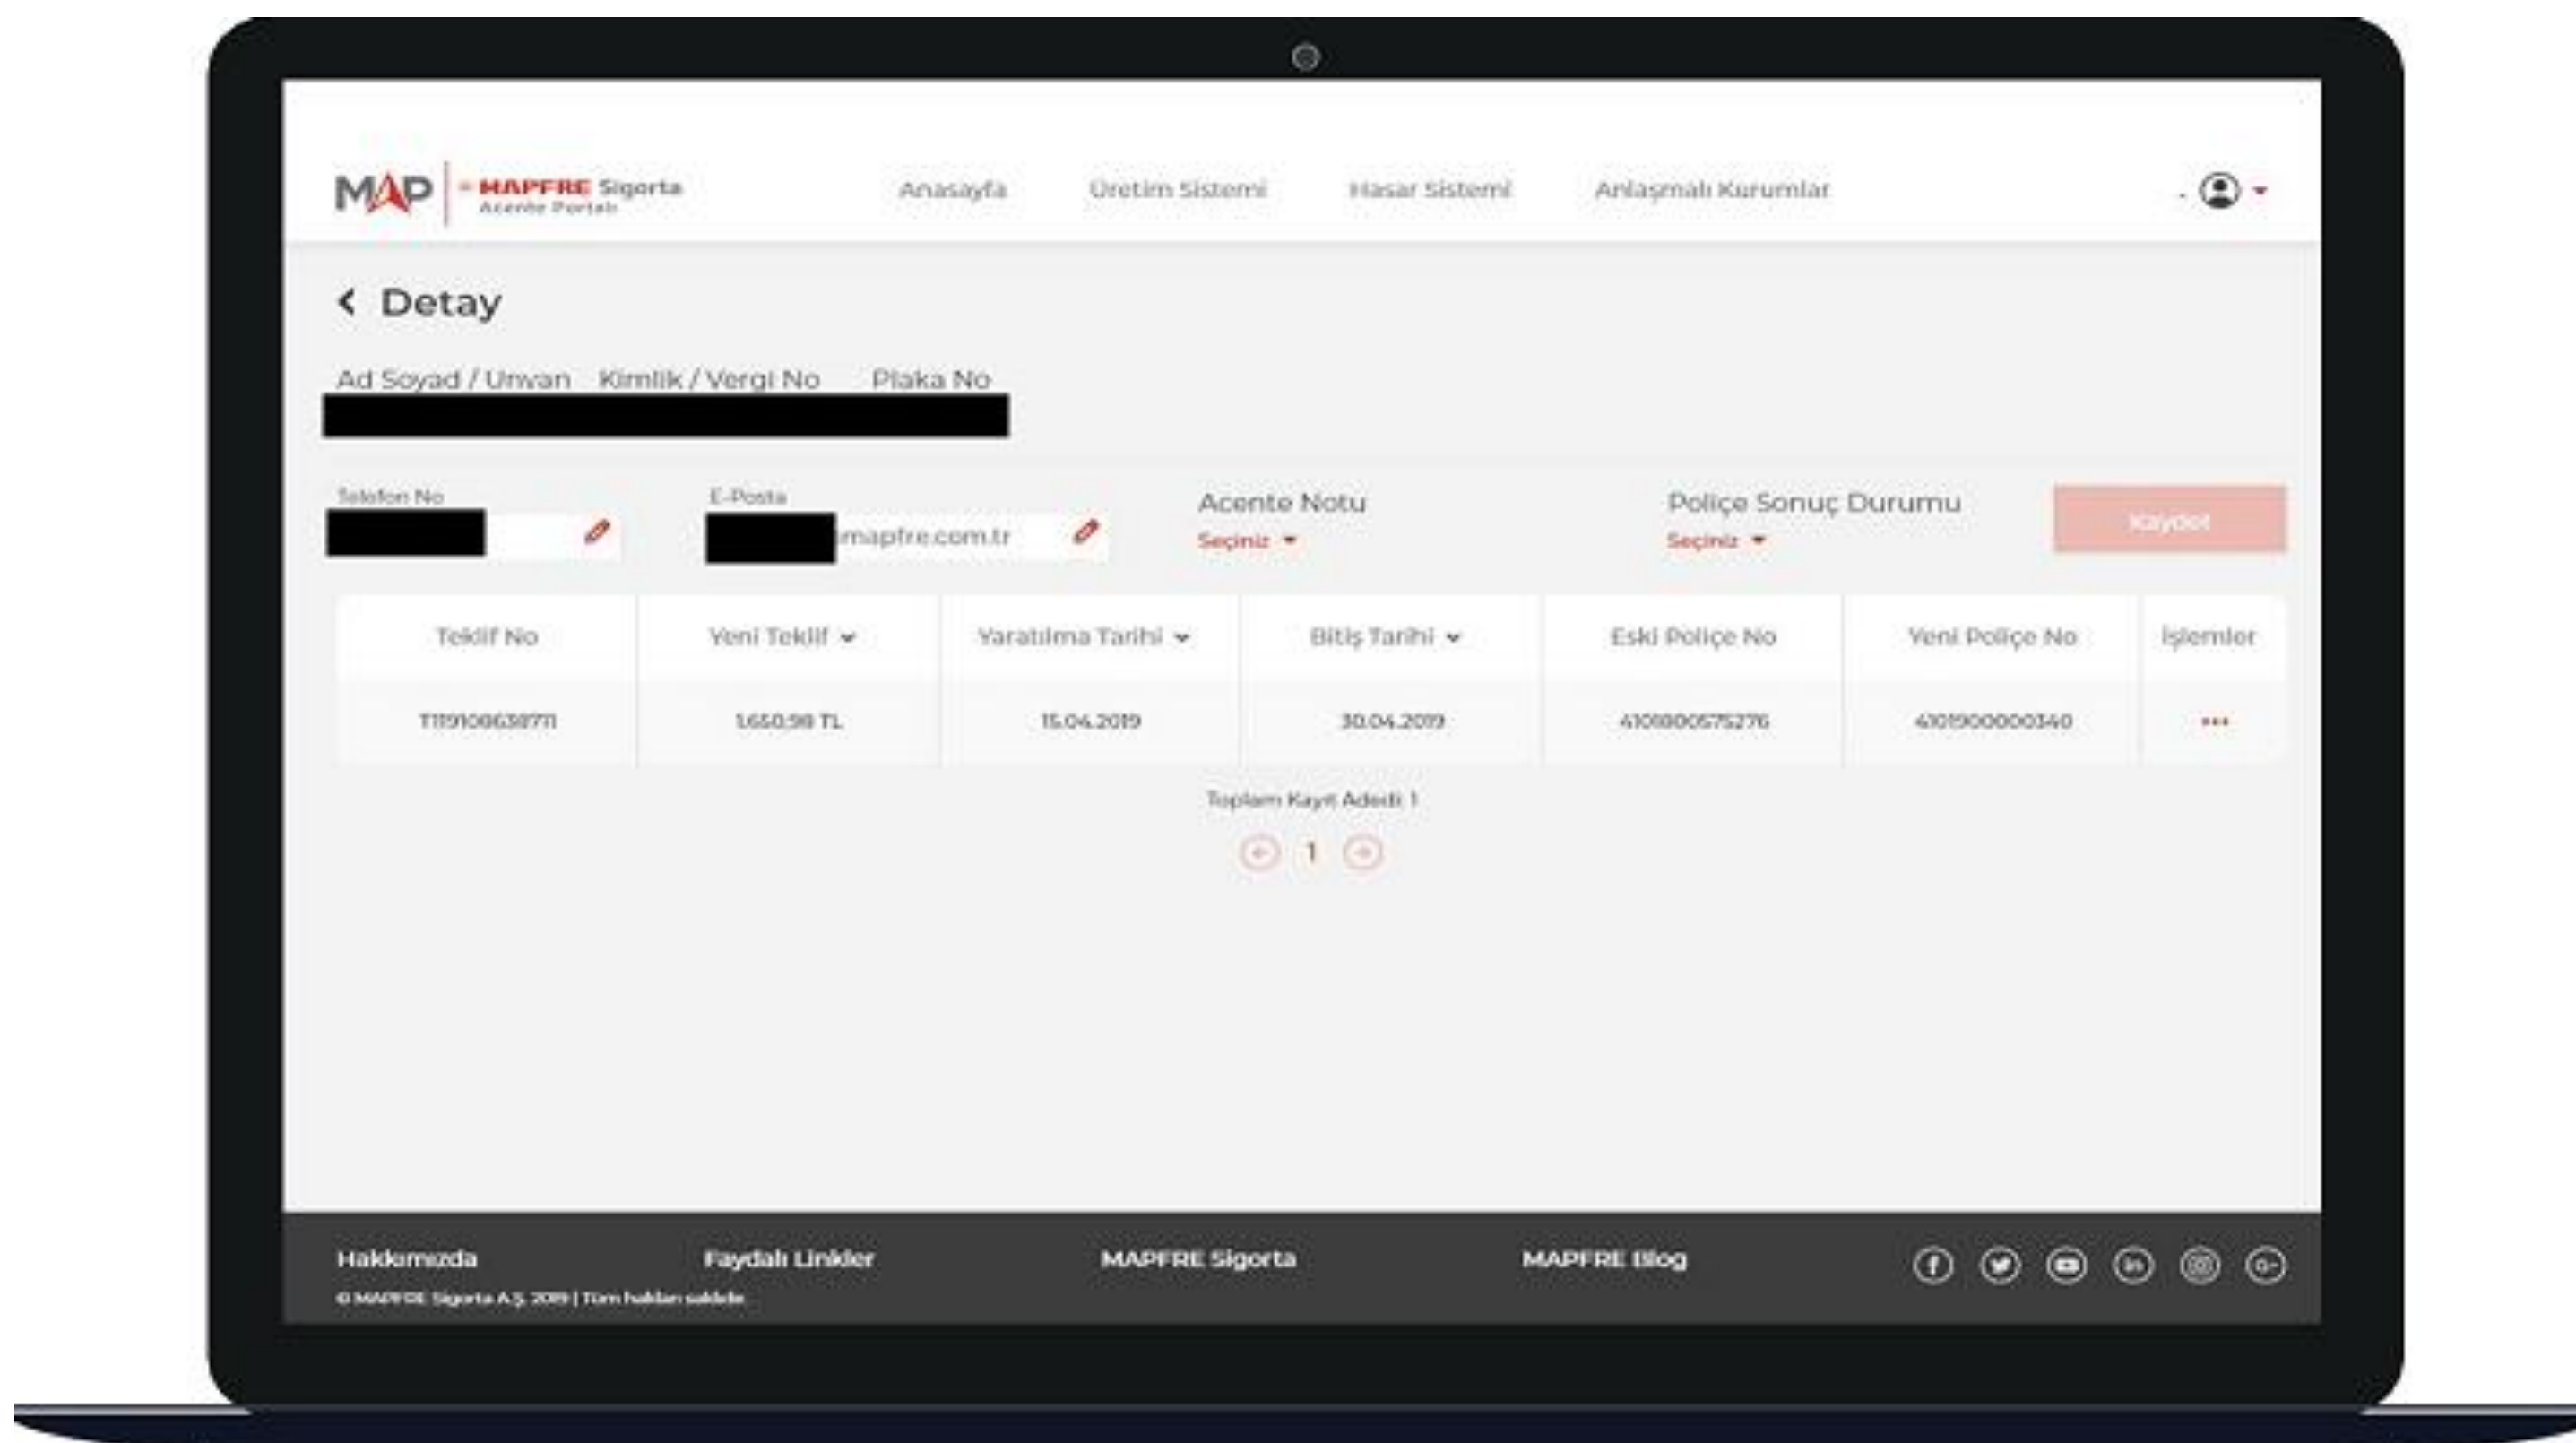 MAP MAPFRE Sigorta
Acente Portalı
Anasayfa Üretim Sistemi Hasar Sistemi Anlaşmalı Kurumlar
Detay
Ad Soyad / Unvan Kimlik / Vergi No Plaka No
Telefon No E-Posta Acente Notu Poliçe Sonuç Durumu Kaydet
mapfre.com.tr Seçiniz Seçiniz
Teklif No Yeni Teklif Yaratılma Tarihi Bitiş Tarihi Eski Poliçe No Yeni Poliçe No İşlemler
1.650,98 TL 15.04.2019 30.04.2019 4101800575276 4101900000340
Toplam Kayıt Adedi: 1
1
Hakkımızda Faydalı Linkler MAPFRE Sigorta MAPFRE Blog
© MAPFRE Sigorta A.Ş. 2019 | Tüm hakları saklıdır.